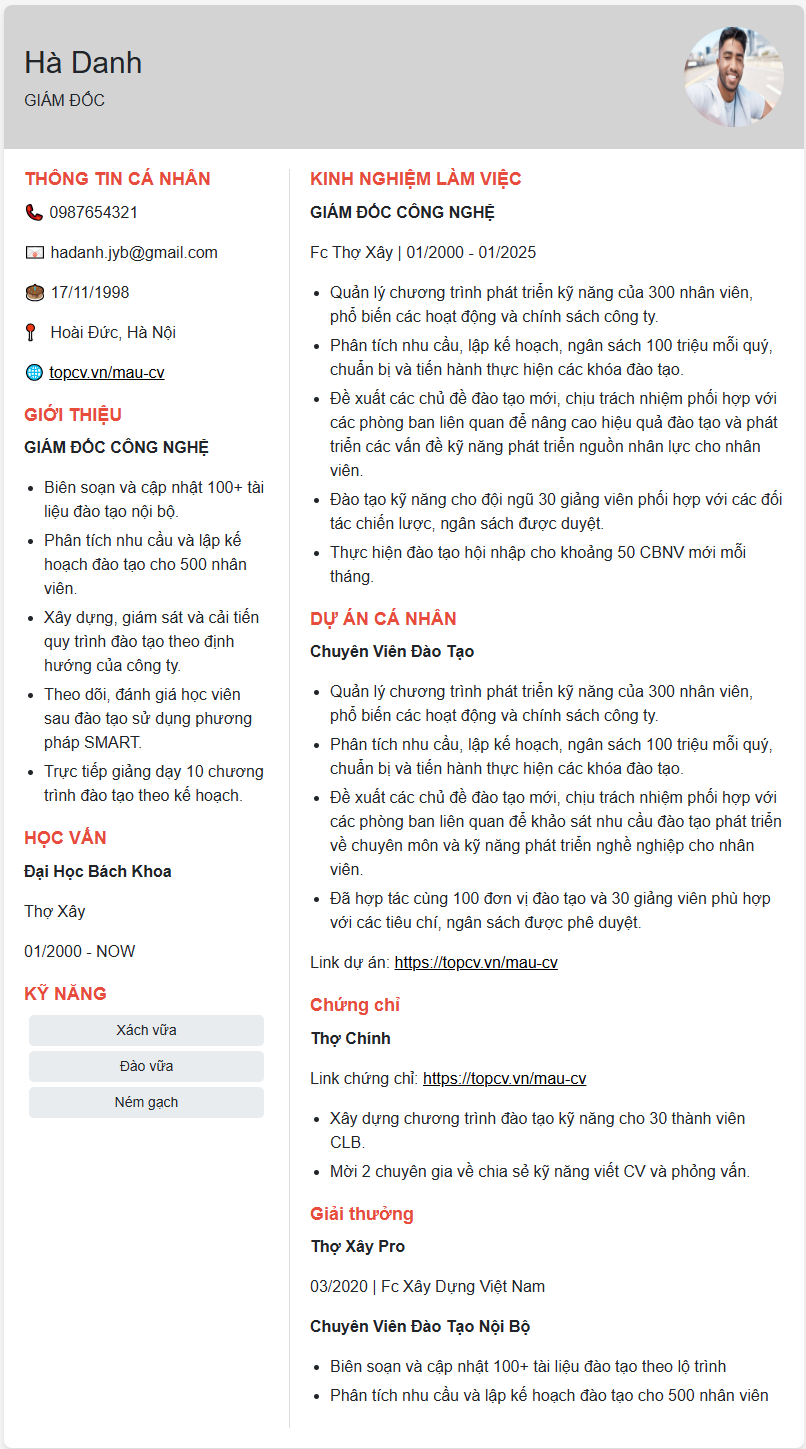 Hà Danh
GIÁM ĐỐC
THÔNG TIN CÁ NHÂN
0987654321
hadanh.jyb@gmail.com
17/11/1998
Hoài Đức, Hà Nội
topcv.vn/mau-cv
GIỚI THIỆU
GIÁM ĐỐC CÔNG NGHỆ
Biên soạn và cập nhật 100+ tài
liệu đào tạo nội bộ.
Phân tích nhu cầu và lập kế
hoạch đào tạo cho 500 nhân
viên.
Xây dựng, giám sát và cải tiến
quy trình đào tạo theo định
hướng của công ty.
Theo dõi, đánh giá học viên
sau đào tạo sử dụng phương
pháp SMART.
Trực tiếp giảng dạy 10 chương
trình đào tạo theo kế hoạch.
HỌC VẤN
Đại Học Bách Khoa
Thợ Xây
01/2000 - NOW
KỸ NĂNG
Xách vữa
Đào vữa
Ném gạch
KINH NGHIỆM LÀM VIỆC
GIÁM ĐỐC CÔNG NGHỆ
Fc Thợ Xây | 01/2000 - 01/2025
Quản lý chương trình phát triển kỹ năng của 300 nhân viên,
phổ biến các hoạt động và chính sách công ty.
Phân tích nhu cầu, lập kế hoạch, ngân sách 100 triệu mỗi quý,
chuẩn bị và tiến hành thực hiện các khóa đào tạo.
Đề xuất các chủ đề đào tạo mới, chịu trách nhiệm phối hợp với
các phòng ban liên quan để nâng cao hiệu quả đào tạo và phát
triển các vấn đề kỹ năng phát triển nguồn nhân lực cho nhân
viên.
Đào tạo kỹ năng cho đội ngũ 30 giảng viên phối hợp với các đối
tác chiến lược, ngân sách được duyệt.
Thực hiện đào tạo hội nhập cho khoảng 50 CBNV mới mỗi
tháng.
DỰ ÁN CÁ NHÂN
Chuyên Viên Đào Tạo
Quản lý chương trình phát triển kỹ năng của 300 nhân viên,
phổ biến các hoạt động và chính sách công ty.
Phân tích nhu cầu, lập kế hoạch, ngân sách 100 triệu mỗi quý,
chuẩn bị và tiến hành thực hiện các khóa đào tạo.
Đề xuất các chủ đề đào tạo mới, chịu trách nhiệm phối hợp với
các phòng ban liên quan để khảo sát nhu cầu đào tạo phát triển
về chuyên môn và kỹ năng phát triển nghề nghiệp cho nhân
viên.
Đã hợp tác cùng 100 đơn vị đào tạo và 30 giảng viên phù hợp
với các tiêu chí, ngân sách được phê duyệt.
Link dự án: https://topcv.vn/mau-cv
Chứng chỉ
Thợ Chính
Link chứng chỉ: https://topcv.vn/mau-cv
Xây dựng chương trình đào tạo kỹ năng cho 30 thành viên
CLB.
Mời 2 chuyên gia về chia sẻ kỹ năng viết CV và phỏng vấn.
Giải thưởng
Thợ Xây Pro
03/2020 | Fc Xây Dựng Việt Nam
Chuyên Viên Đào Tạo Nội Bộ
Biên soạn và cập nhật 100+ tài liệu đào tạo theo lộ trình
Phân tích nhu cầu và lập kế hoạch đào tạo cho 500 nhân viên